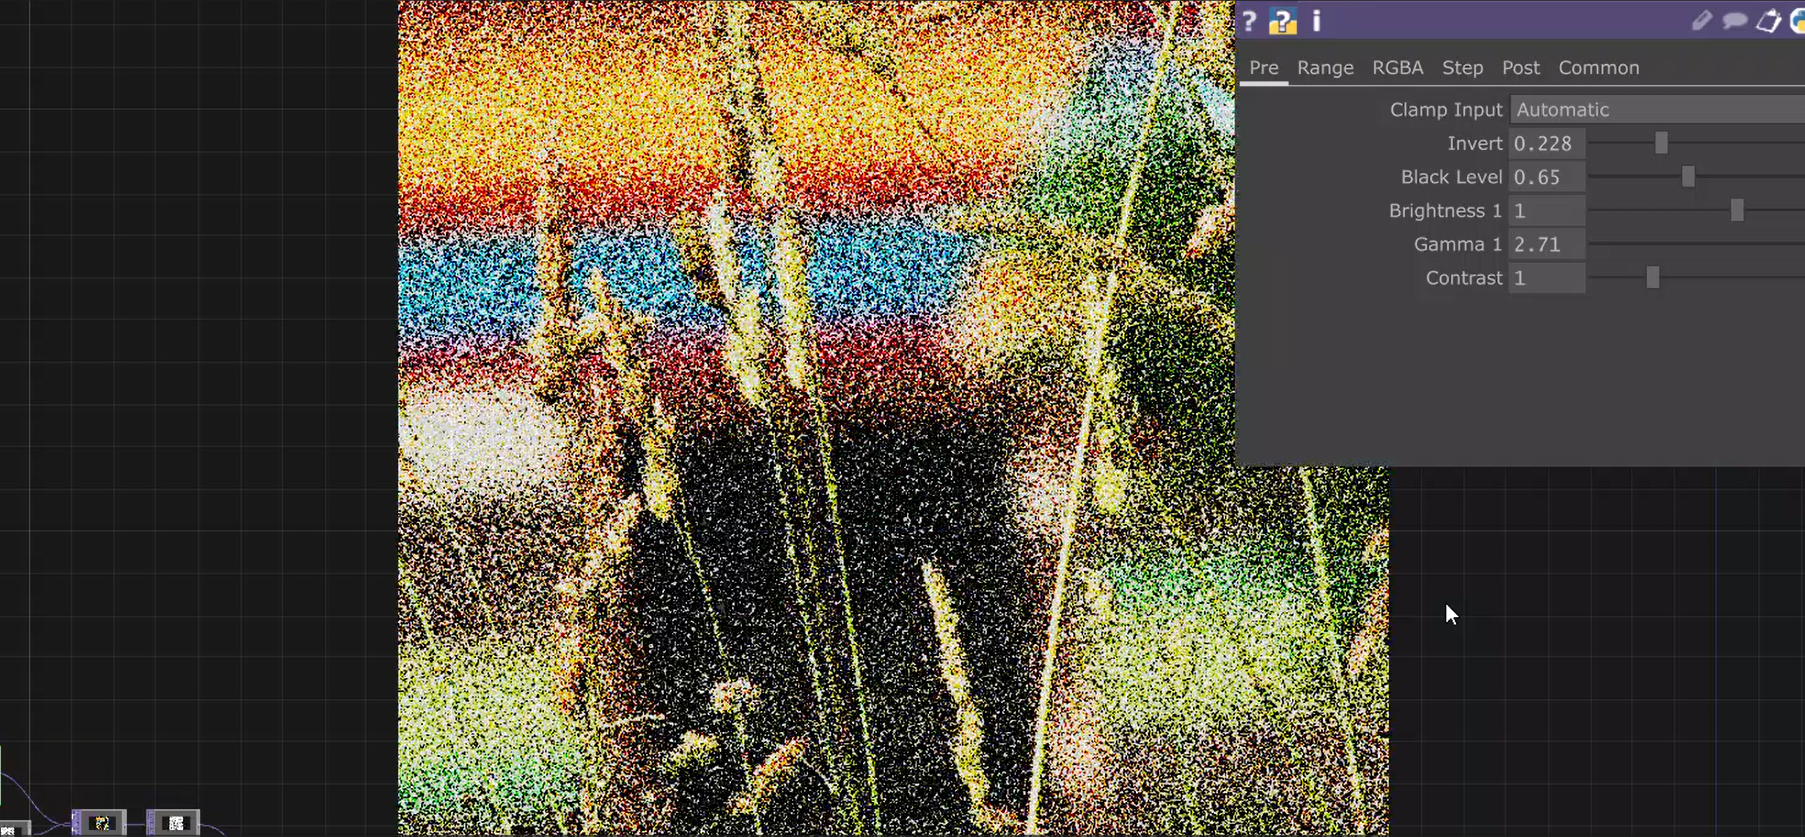 ? ? i
Pre Range RGBA Step Post Common
Clamp Input Automatic
Invert 0.228
Black Level 0.65
Brightness 1 1
Gamma 1 2.71
Contrast 1